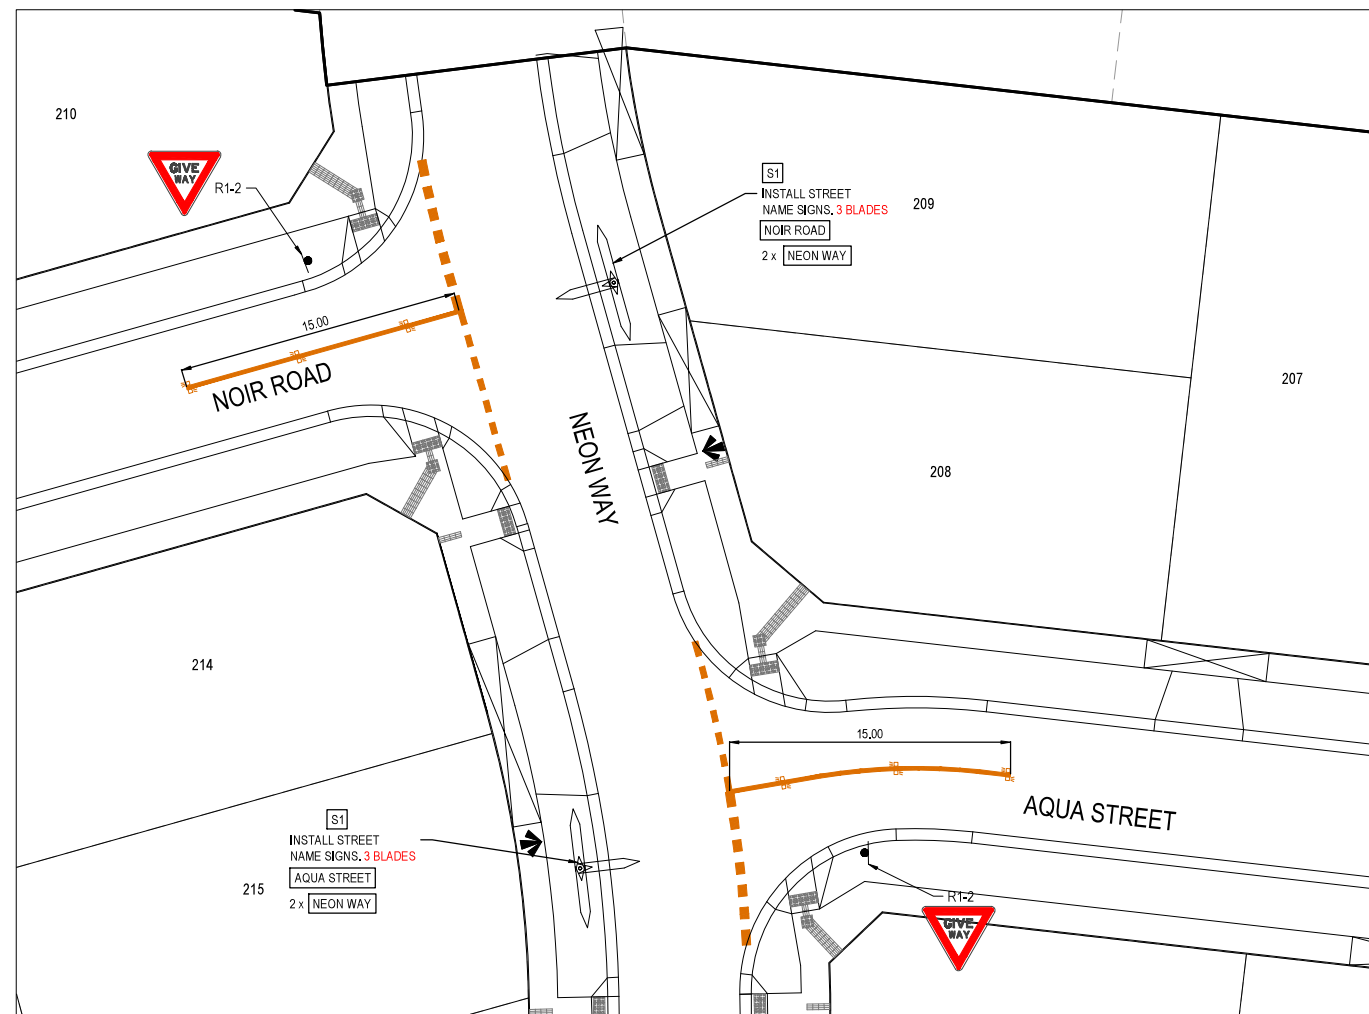 210
GIVE
WAY
R1-2
S1
INSTALL STREET
NAME SIGNS. 3 BLADES
NOIR ROAD
2 x NEON WAY
209
15.00
NOIR ROAD
NEON WAY
207
208
214
15.00
AQUA STREET
S1
INSTALL STREET
NAME SIGNS. 3 BLADES
AQUA STREET
2 x NEON WAY
215
R1-2
GIVE
WAY